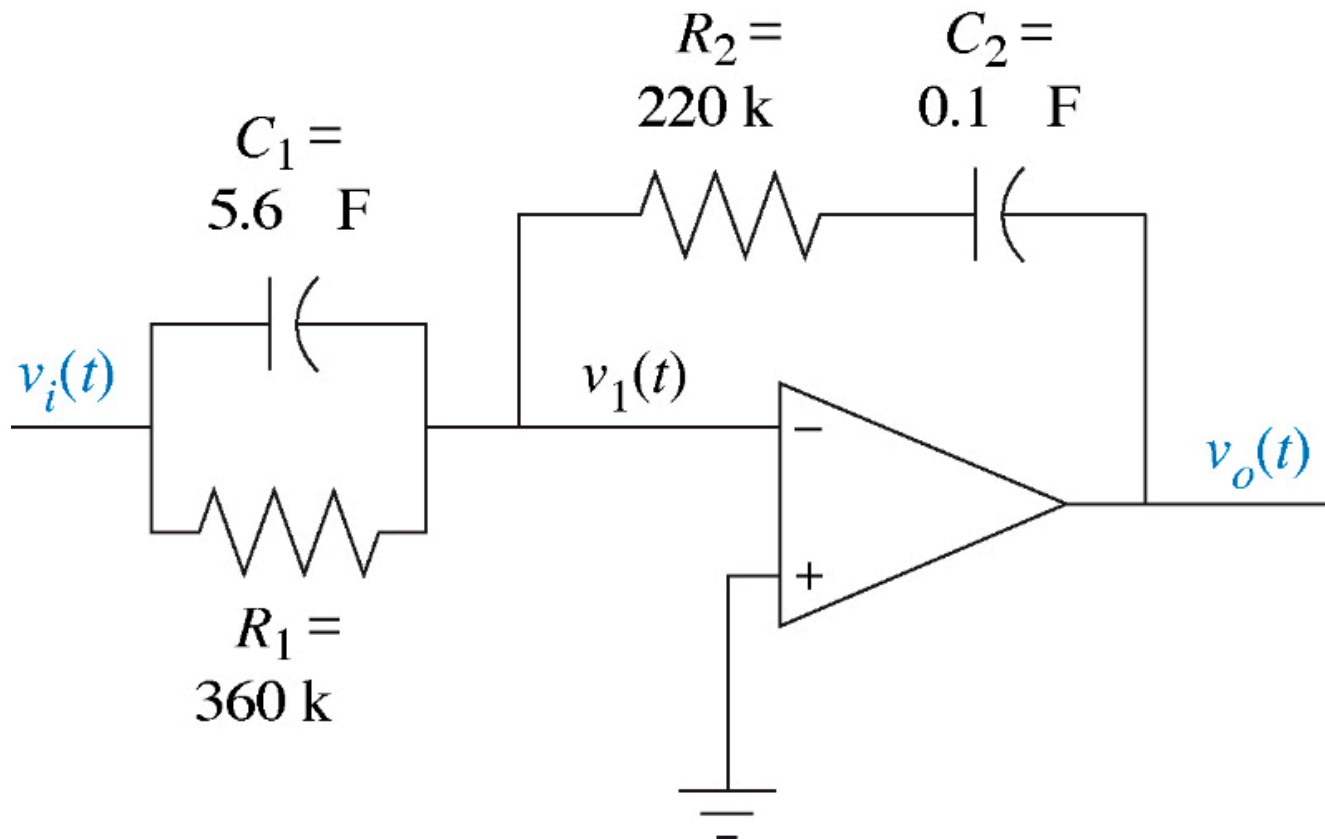 R₂ =
220 k
C₂ =
0.1 F
C₁ =
5.6 F
vᵢ(t)
v₁(t)
−
+
vₒ(t)
R₁ =
360 k